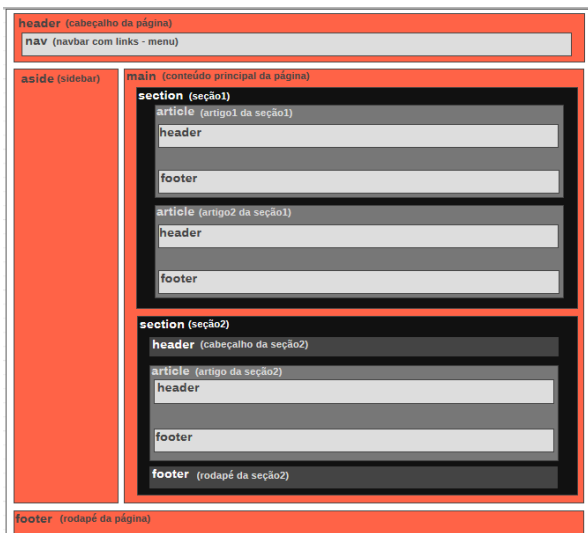 header (cabeçalho da página)
nav (navbar com links - menu)
aside (sidebar)
main (conteúdo principal da página)
section (seção1)
article (artigo1 da seção1)
header
footer
article (artigo2 da seção1)
header
footer
section (seção2)
header (cabeçalho da seção2)
article (artigo da seção2)
header
footer
footer (rodapé da seção2)
footer (rodapé da página)